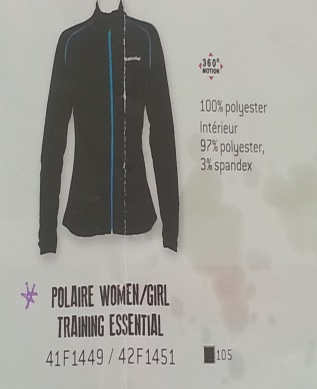 360°
MOTION
100% polyester
Intérieur
97% polyester,
3% spandex
POLAIRE WOMEN/GIRL
TRAINING ESSENTIAL
41F1449 / 42F1451
105